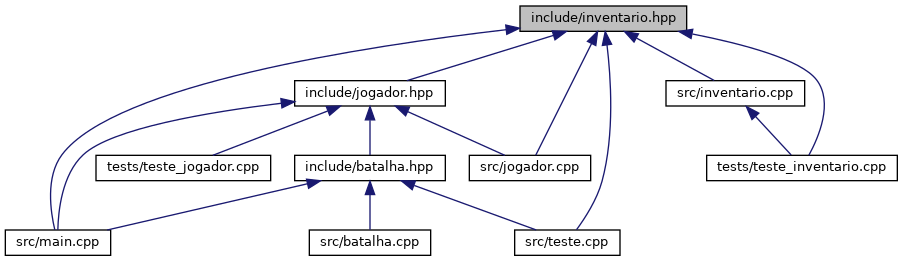 include/inventario.hpp
include/jogador.hpp
src/inventario.cpp
tests/teste_jogador.cpp
include/batalha.hpp
src/jogador.cpp
tests/teste_inventario.cpp
src/main.cpp
src/batalha.cpp
src/teste.cpp